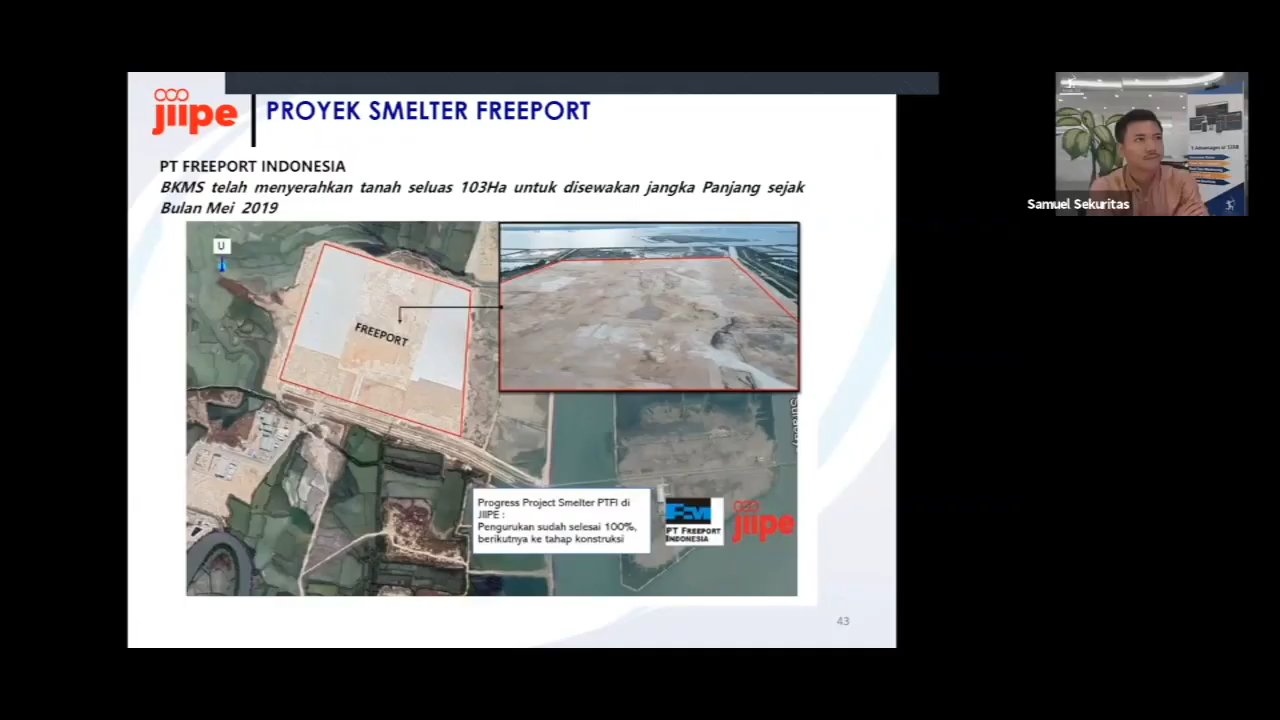 jiipe
PROYEK SMELTER FREEPORT
PT FREEPORT INDONESIA
BKMS telah menyerahkan tanah seluas 103Ha untuk disewakan jangka Panjang sejak
Bulan Mei 2019
U
FREEPORT
Progress Project Smelter PTFI di
JIIPE :
Pengurukan sudah selesai 100%,
berikutnya ke tahap konstruksi
PT FREEPORT
INDONESIA
jiipe
43
Samuel Sekuritas